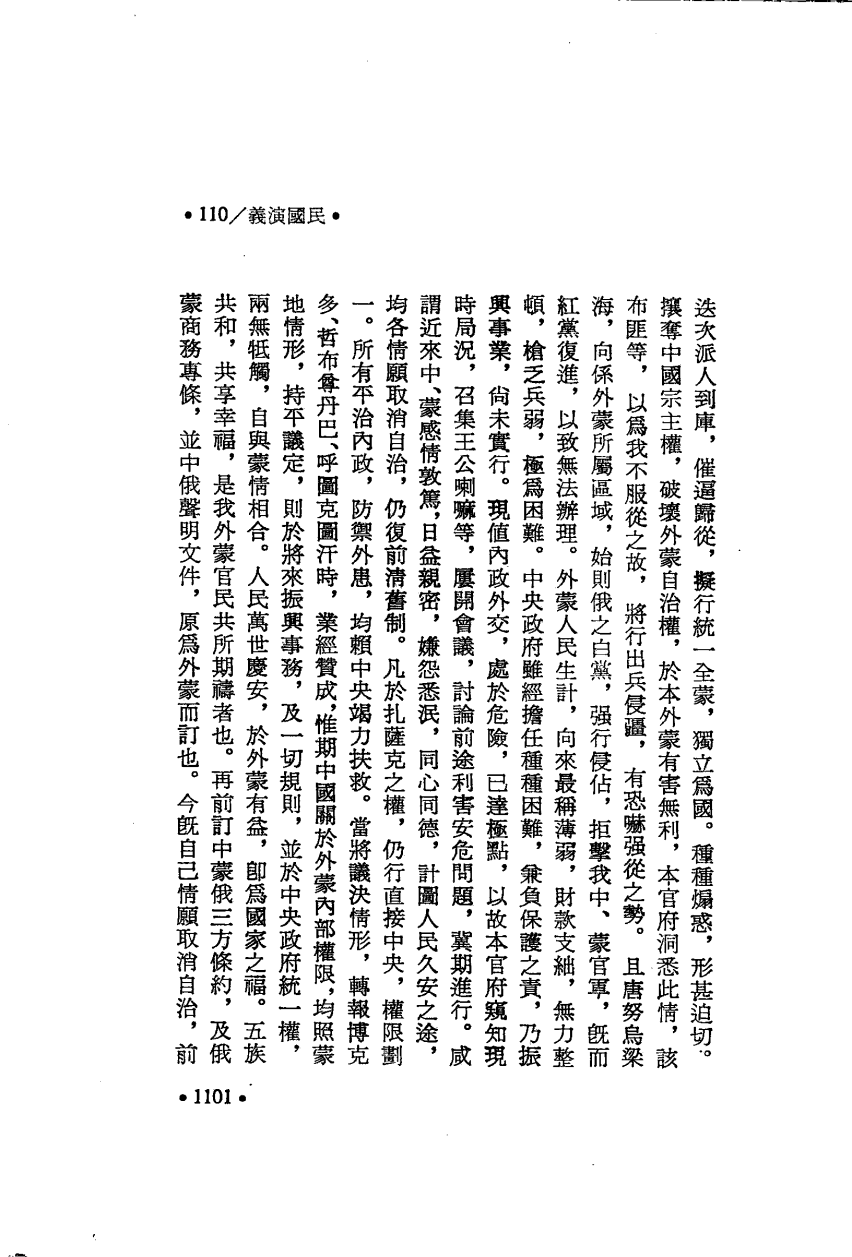 •110／義演國民•
迭次派人到庫，催逼歸從，擬行統一全蒙，獨立爲國。種種煽惑，形甚迫切。
攘奪中國宗主權，破壞外蒙自治權，於本外蒙有害無利，本官府洞悉此情，該
布匪等，以爲我不服從之故，將行出兵侵疆，有恐嚇强從之勢。且唐努烏梁
海，向係外蒙所屬區域，始則俄之白黨，强行侵佔，拒擊我中、蒙官軍，旣而
紅黨復進，以致無法辦理。外蒙人民生計，向來最稱薄弱，財款支絀，無力整
頓，槍乏兵弱，極爲困難。中央政府雖經擔任種種困難，兼負保護之責，乃振
興事業，尙未實行。現値內政外交，處於危險，已達極點，以故本官府窺知現
時局況，召集王公喇嘛等，屢開會議，討論前途利害安危問題，冀期進行。咸
謂近來中、蒙感情敦篤，日益親密，嫌怨悉泯，同心同德，計圖人民久安之途，
均各情願取消自治，仍復前淸舊制。凡於扎薩克之權，仍行直接中央，權限劃
一。所有平治內政，防禦外患，均賴中央竭力扶救。當將議決情形，轉報博克
多、哲布尊丹巴、呼圖克圖汗時，業經贊成，惟期中國關於外蒙內部權限，均照蒙
地情形，持平議定，則於將來振興事務，及一切規則，並於中央政府統一權，
兩無牴觸，自與蒙情相合。人民萬世慶安，於外蒙有益，卽爲國家之福。五族
共和，共享幸福，是我外蒙官民共所期禱者也。再前訂中蒙俄三方條約，及俄
蒙商務專條，並中俄聲明文件，原爲外蒙而訂也。今旣自己情願取消自治，前
•1101•